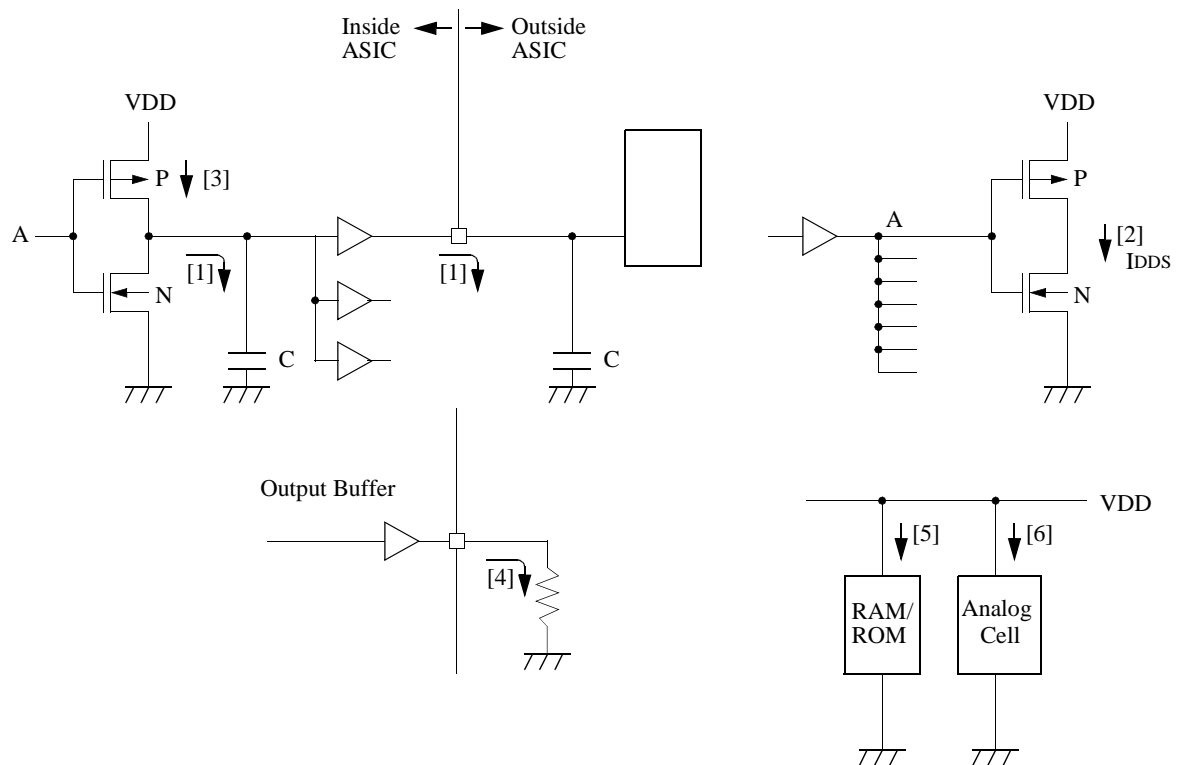 Inside
ASIC
Outside
ASIC
VDD
P
[3]
A
[1]
N
C
[1]
C
VDD
P
A
[2]
IDDS
N
Output Buffer
[4]
VDD
[5]
[6]
RAM/
ROM
Analog
Cell